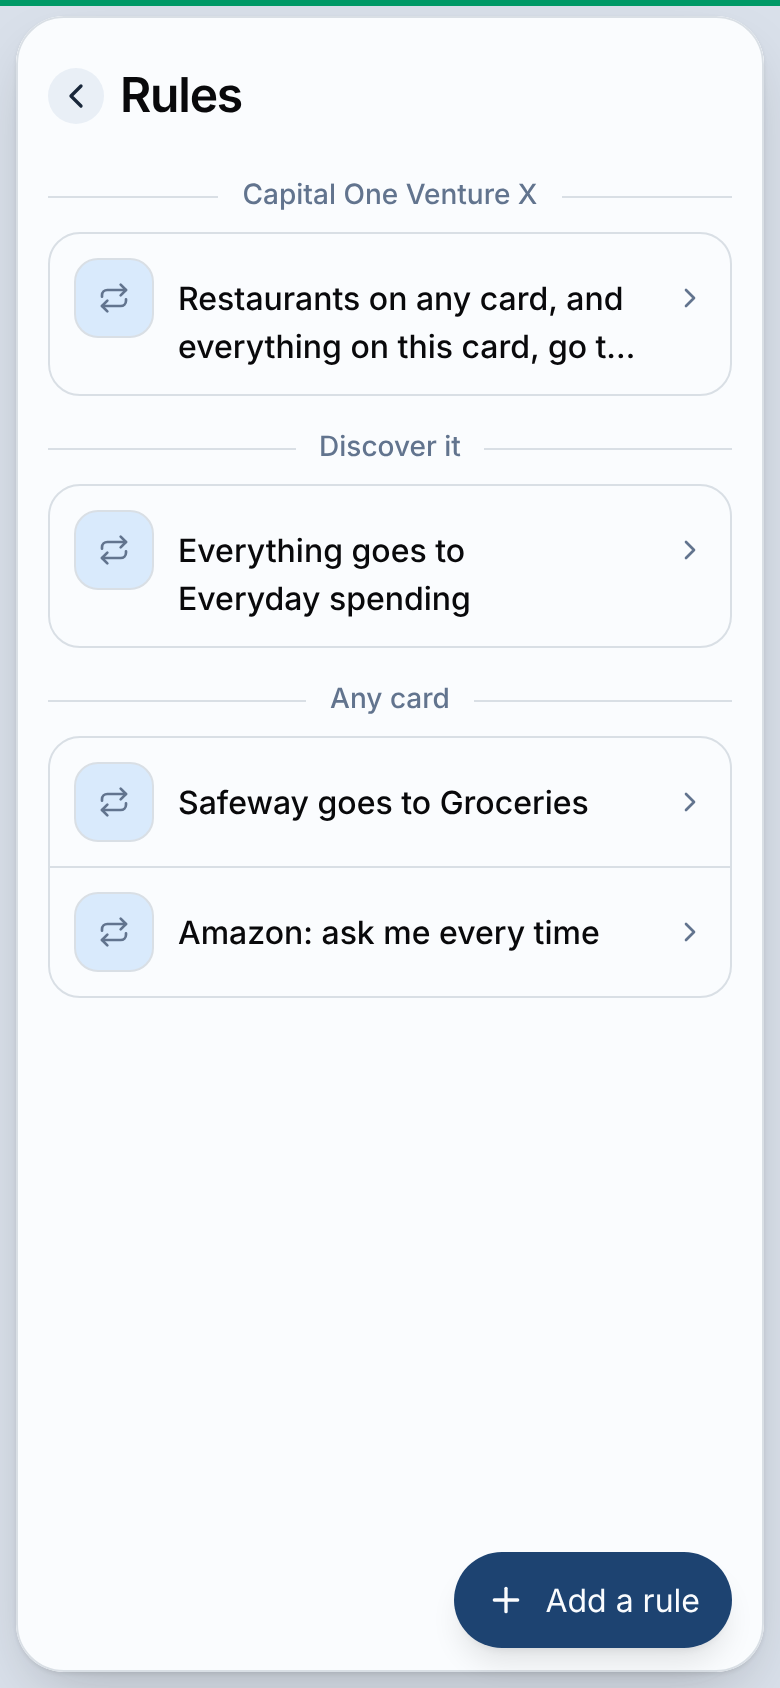 Rules
Capital One Venture X
Restaurants on any card, and
everything on this card, go t...
Discover it
Everything goes to
Everyday spending
Any card
Safeway goes to Groceries
Amazon: ask me every time
Add a rule